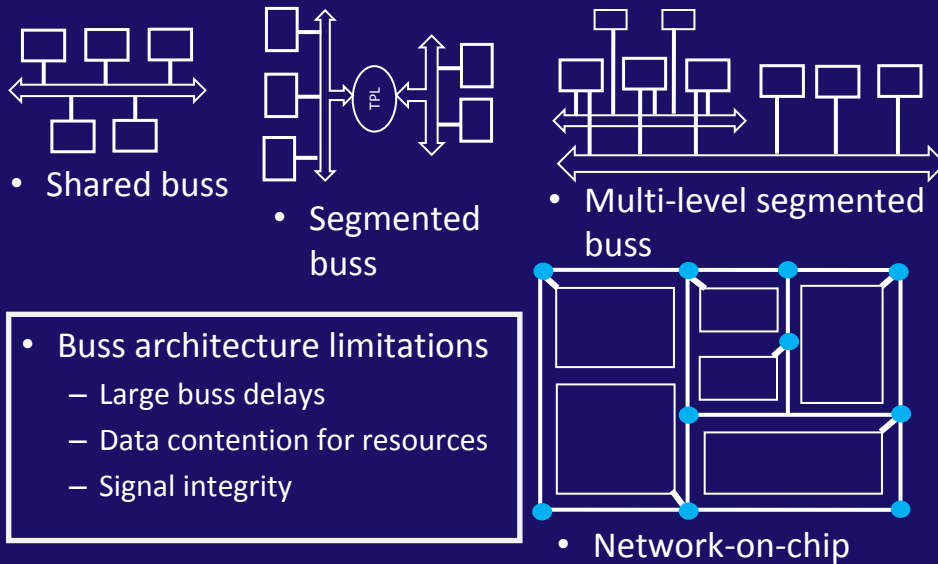 • Shared buss
TPL
• Segmented
buss
• Multi-level segmented
buss
• Buss architecture limitations
– Large buss delays
– Data contention for resources
– Signal integrity
• Network-on-chip